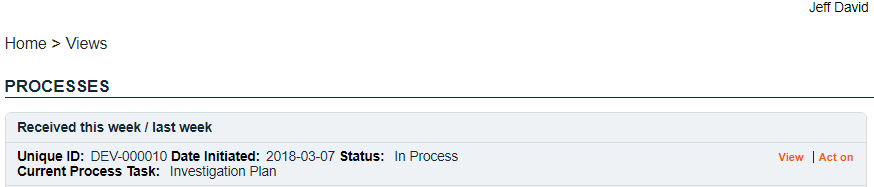 Jeff David
Home > Views
PROCESSES
Received this week / last week
Unique ID: DEV-000010 Date Initiated: 2018-03-07 Status: In Process
View | Act on
Current Process Task: Investigation Plan